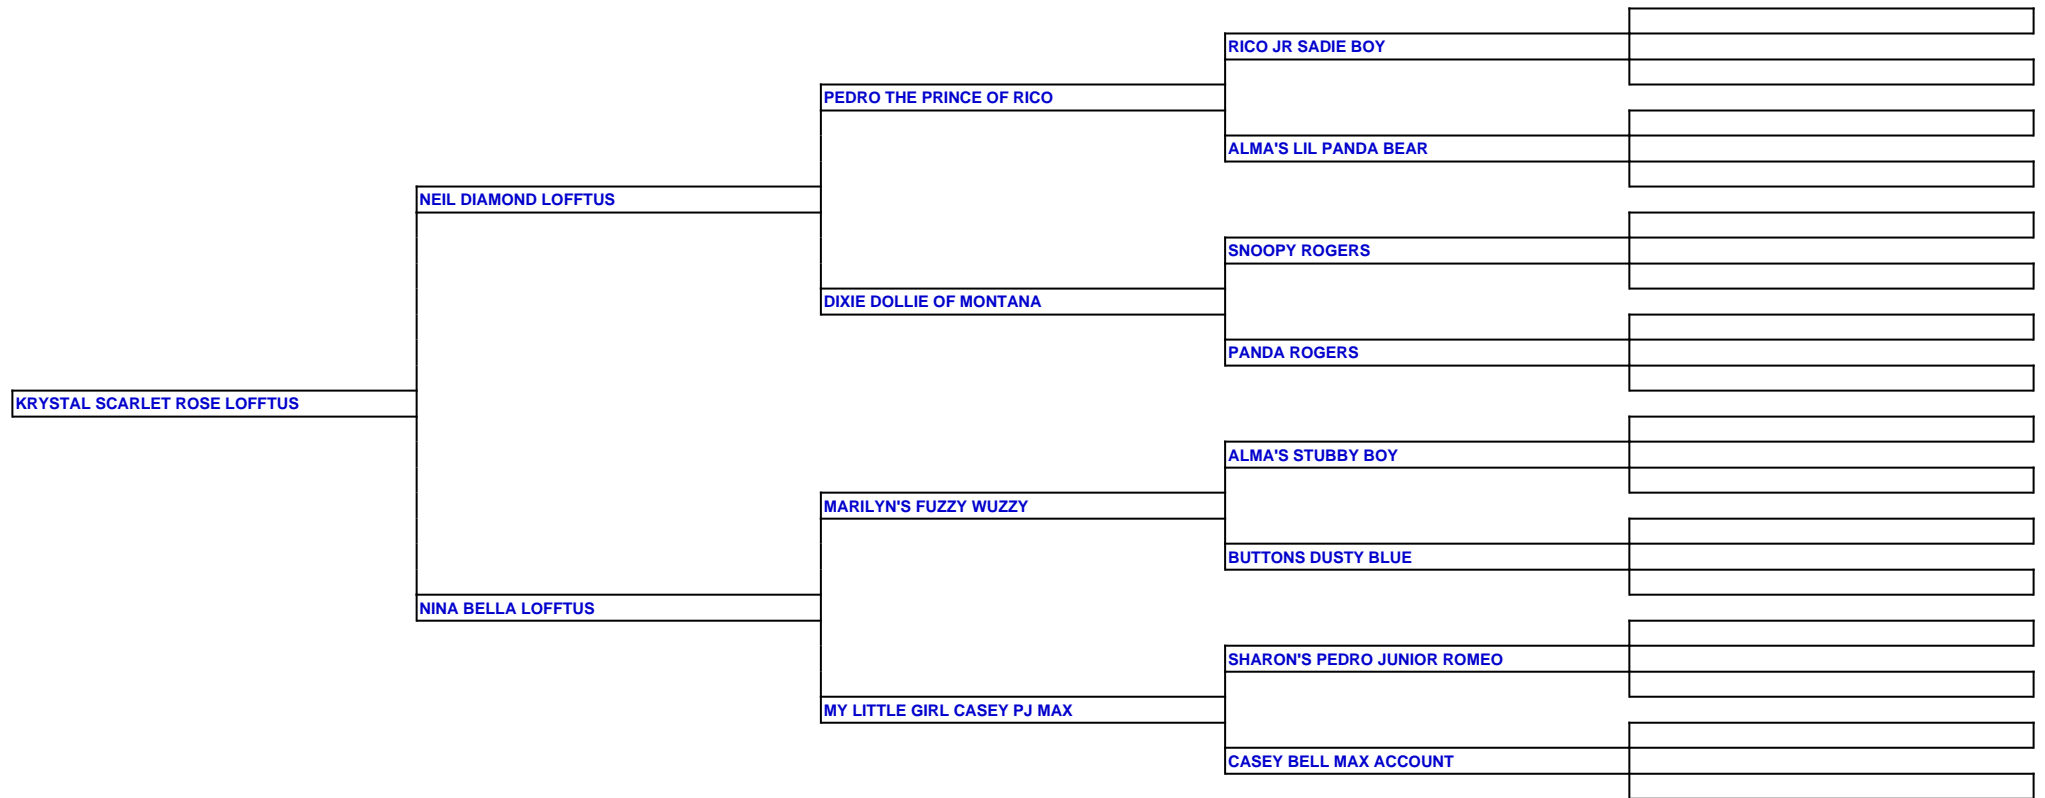 RICO JR SADIE BOY
PEDRO THE PRINCE OF RICO
ALMA'S LIL PANDA BEAR
NEIL DIAMOND LOFFTUS
SNOOPY ROGERS
DIXIE DOLLIE OF MONTANA
PANDA ROGERS
KRYSTAL SCARLET ROSE LOFFTUS
ALMA'S STUBBY BOY
MARILYN'S FUZZY WUZZY
BUTTONS DUSTY BLUE
NINA BELLA LOFFTUS
SHARON'S PEDRO JUNIOR ROMEO
MY LITTLE GIRL CASEY PJ MAX
CASEY BELL MAX ACCOUNT